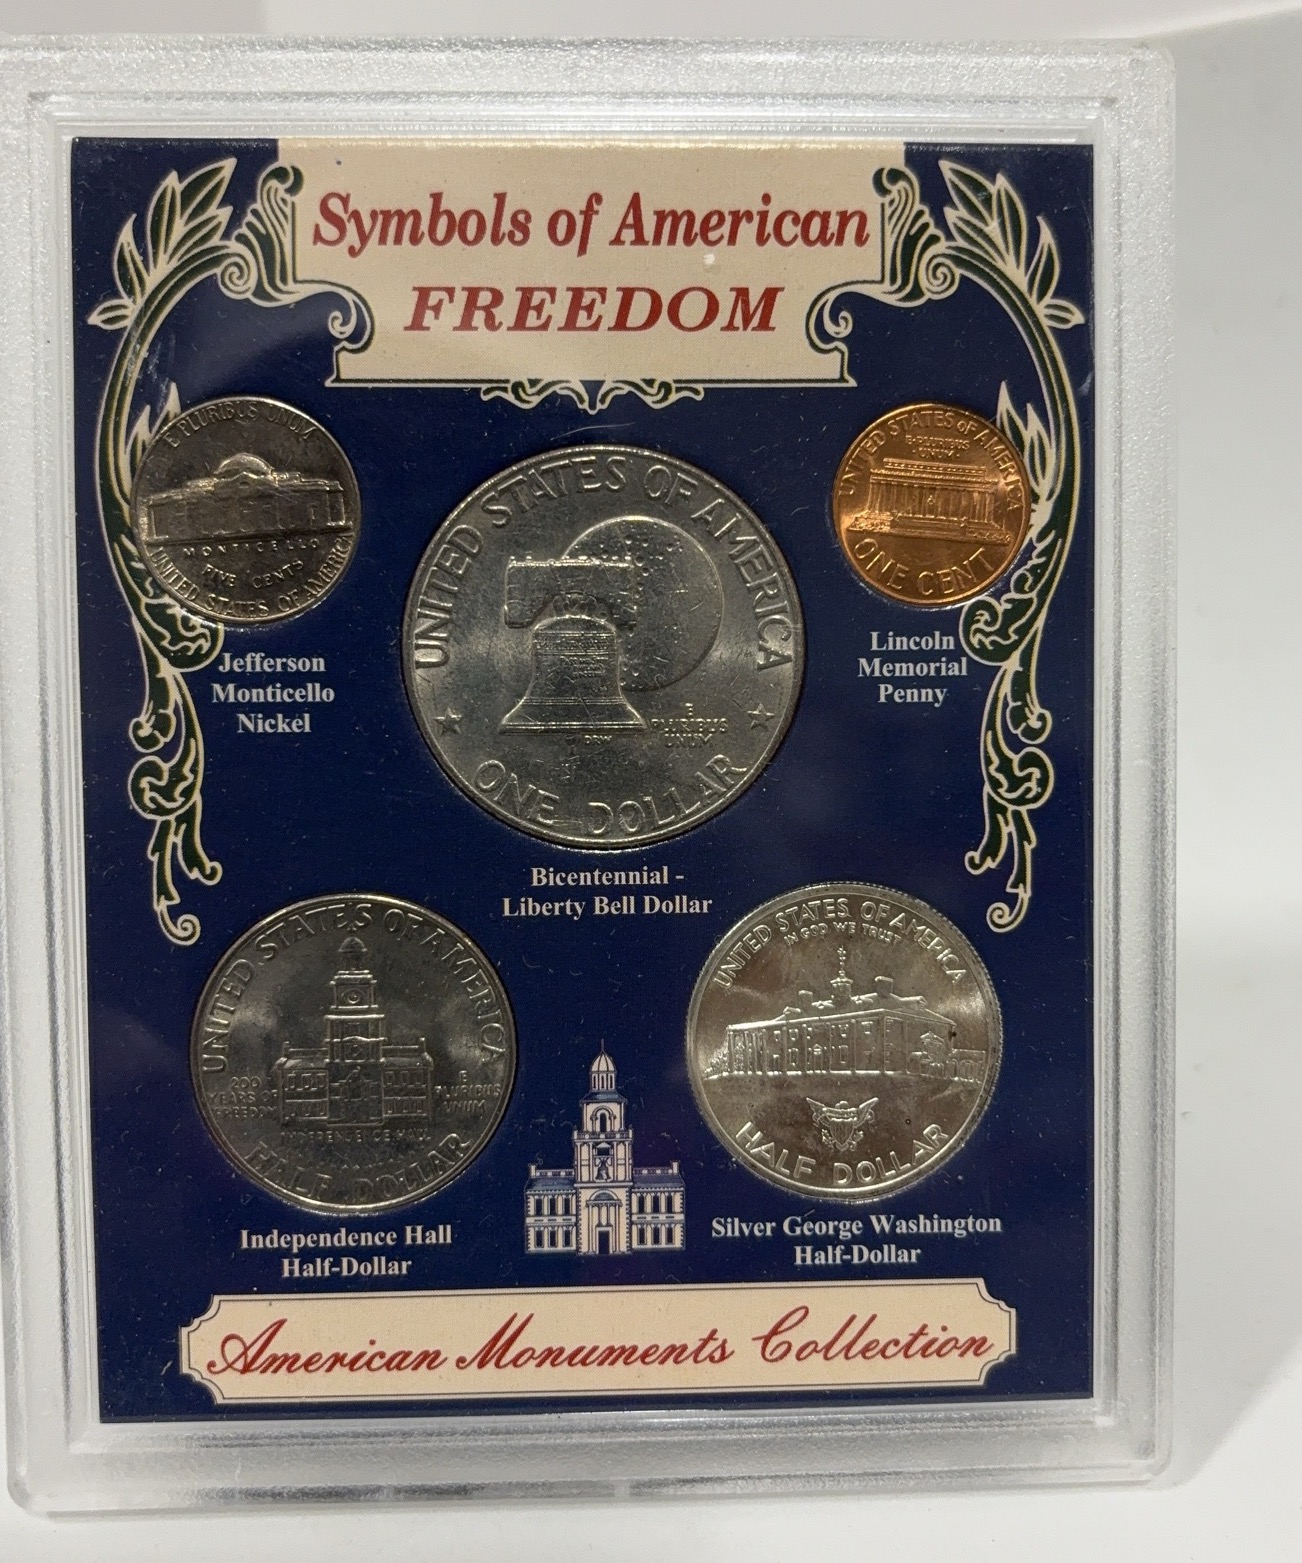 Symbols of American
FREEDOM
E PLURIBUS UNUM
MONTICELLO
FIVE CENTS
UNITED STATES OF AMERICA
Jefferson
Monticello
Nickel
UNITED STATES OF AMERICA
E
PLURIBUS
UNUM
ONE DOLLAR
Bicentennial -
Liberty Bell Dollar
UNITED STATES OF AMERICA
E PLURIBUS
UNUM
ONE CENT
Lincoln
Memorial
Penny
UNITED STATES OF AMERICA
200
YEARS OF
FREEDOM
E
PLURIBUS
UNUM
INDEPENDENCE HALL
HALF DOLLAR
Independence Hall
Half-Dollar
UNITED STATES OF AMERICA
IN GOD WE TRUST
HALF DOLLAR
Silver George Washington
Half-Dollar
American Monuments Collection